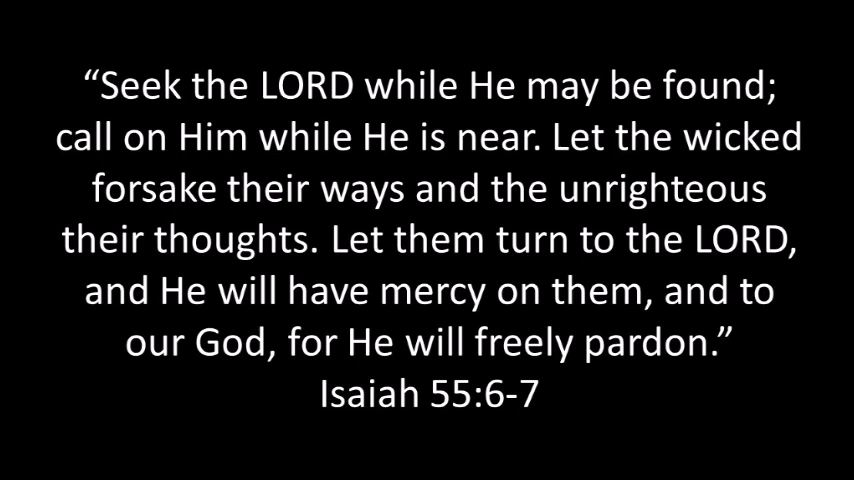 “Seek the LORD while He may be found;
call on Him while He is near. Let the wicked
forsake their ways and the unrighteous
their thoughts. Let them turn to the LORD,
and He will have mercy on them, and to
our God, for He will freely pardon.”
Isaiah 55:6-7